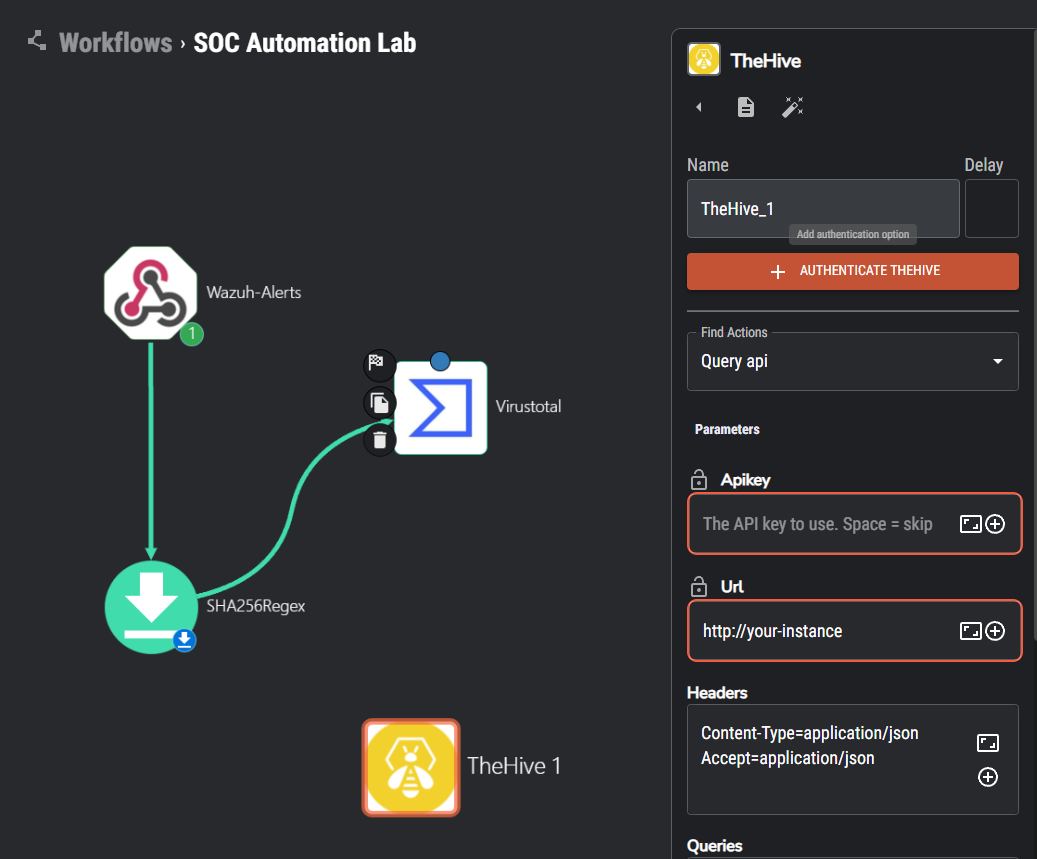 Workflows › SOC Automation Lab
Wazuh-Alerts
1
Virustotal
SHA256Regex
TheHive 1
TheHive
Name
Delay
TheHive_1
Add authentication option
AUTHENTICATE THEHIVE
Find Actions
Query api
Parameters
Apikey
The API key to use. Space = skip
Url
http://your-instance
Headers
Content-Type=application/json
Accept=application/json
Queries